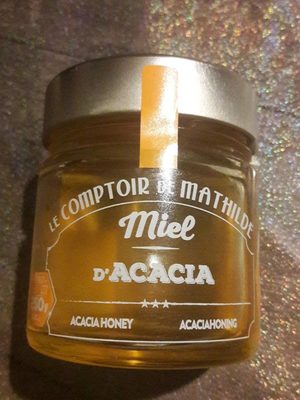 LE COMPTOIR DE MATHILDE
Miel
D'ACACIA
ACACIA HONEY ACACIAHONING